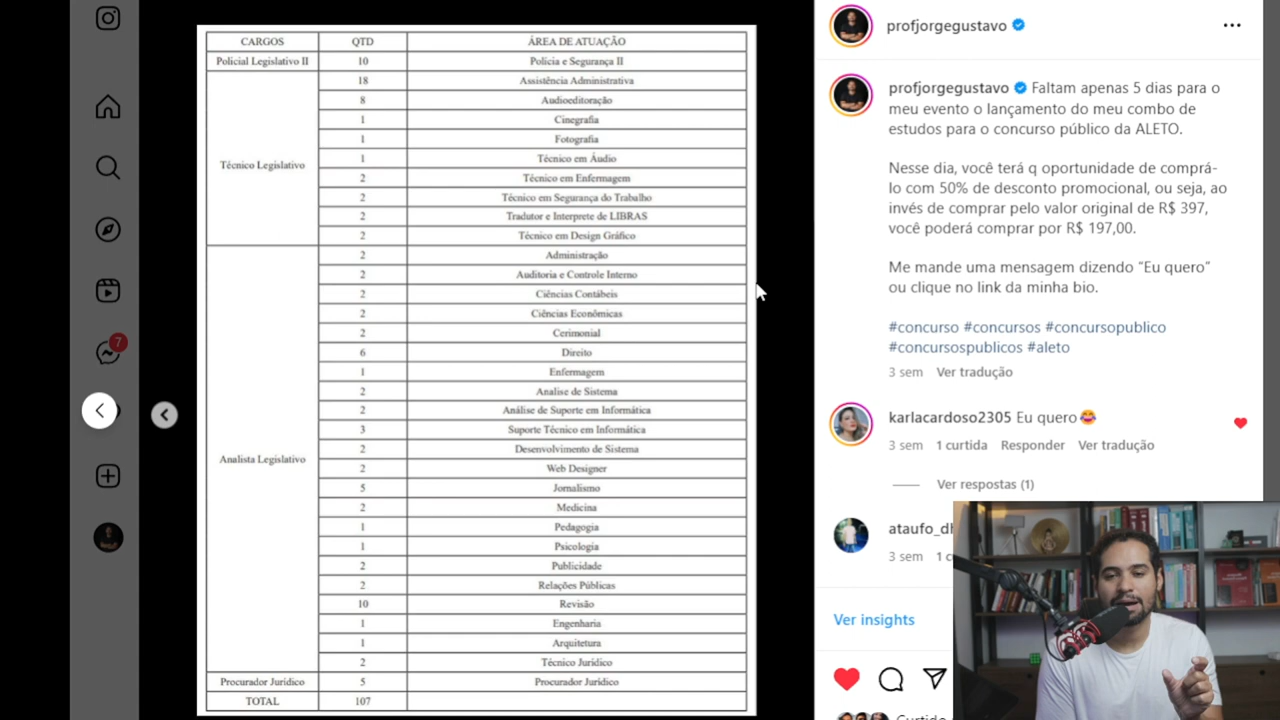 CARGOS QTD ÁREA DE ATUAÇÃO
Policial Legislativo II 10 Polícia e Segurança II
18 Assistência Administrativa
8 Audioeditoração
1 Cinegrafia
1 Fotografia
Técnico Legislativo 1 Técnico em Áudio
2 Técnico em Enfermagem
2 Técnico em Segurança do Trabalho
2 Tradutor e Interprete de LIBRAS
2 Técnico em Design Gráfico
2 Administração
2 Auditoria e Controle Interno
2 Ciências Contábeis
2 Ciências Econômicas
2 Cerimonial
6 Direito
1 Enfermagem
2 Analise de Sistema
2 Análise de Suporte em Informática
3 Suporte Técnico em Informática
2 Desenvolvimento de Sistema
Analista Legislativo 2 Web Designer
5 Jornalismo
2 Medicina
1 Pedagogia
1 Psicologia
2 Publicidade
2 Relações Públicas
10 Revisão
1 Engenharia
1 Arquitetura
2 Técnico Jurídico
Procurador Jurídico 5 Procurador Jurídico
TOTAL 107
7
profjorgegustavo
profjorgegustavo Faltam apenas 5 dias para o
meu evento o lançamento do meu combo de
estudos para o concurso público da ALETO.
Nesse dia, você terá q oportunidade de comprá-
lo com 50% de desconto promocional, ou seja, ao
invés de comprar pelo valor original de R$ 397,
você poderá comprar por R$ 197,00.
Me mande uma mensagem dizendo “Eu quero”
ou clique no link da minha bio.
#concurso #concursos #concursopublico
#concursospublicos #aleto
3 sem Ver tradução
karlacardoso2305 Eu quero😂
3 sem 1 curtida Responder Ver tradução
Ver respostas (1)
ataufo_dh
3 sem 1 c
Ver insights
Curtido